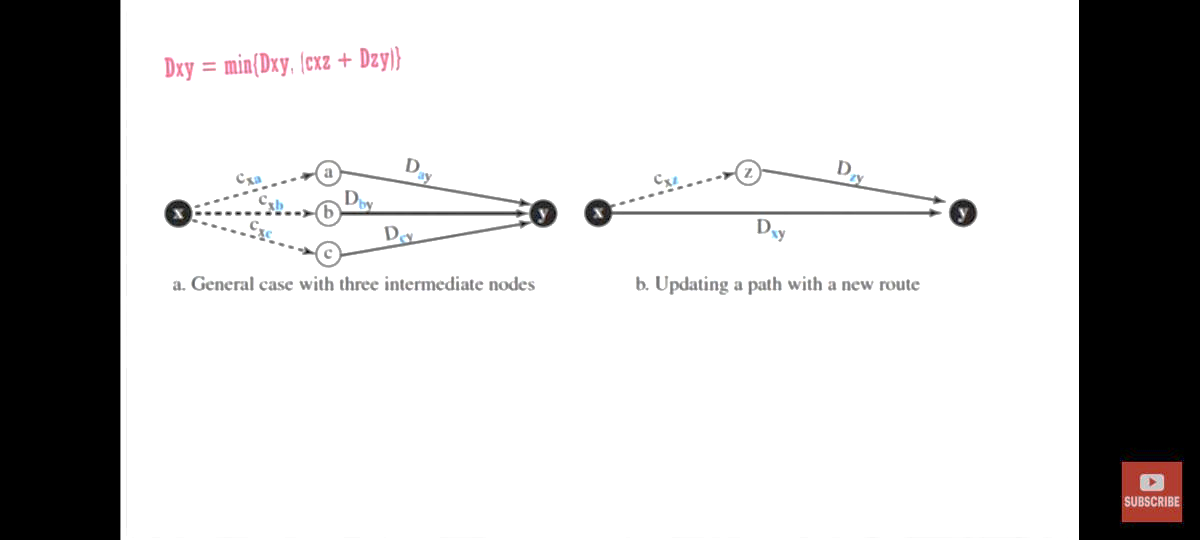 Dxy = min{Dxy, (cxz + Dzy)}
cxa
a
Day
x
cxb
b
Dby
y
cxc
c
Dcy
a. General case with three intermediate nodes
cxz
z
Dzy
x
Dxy
y
b. Updating a path with a new route
SUBSCRIBE